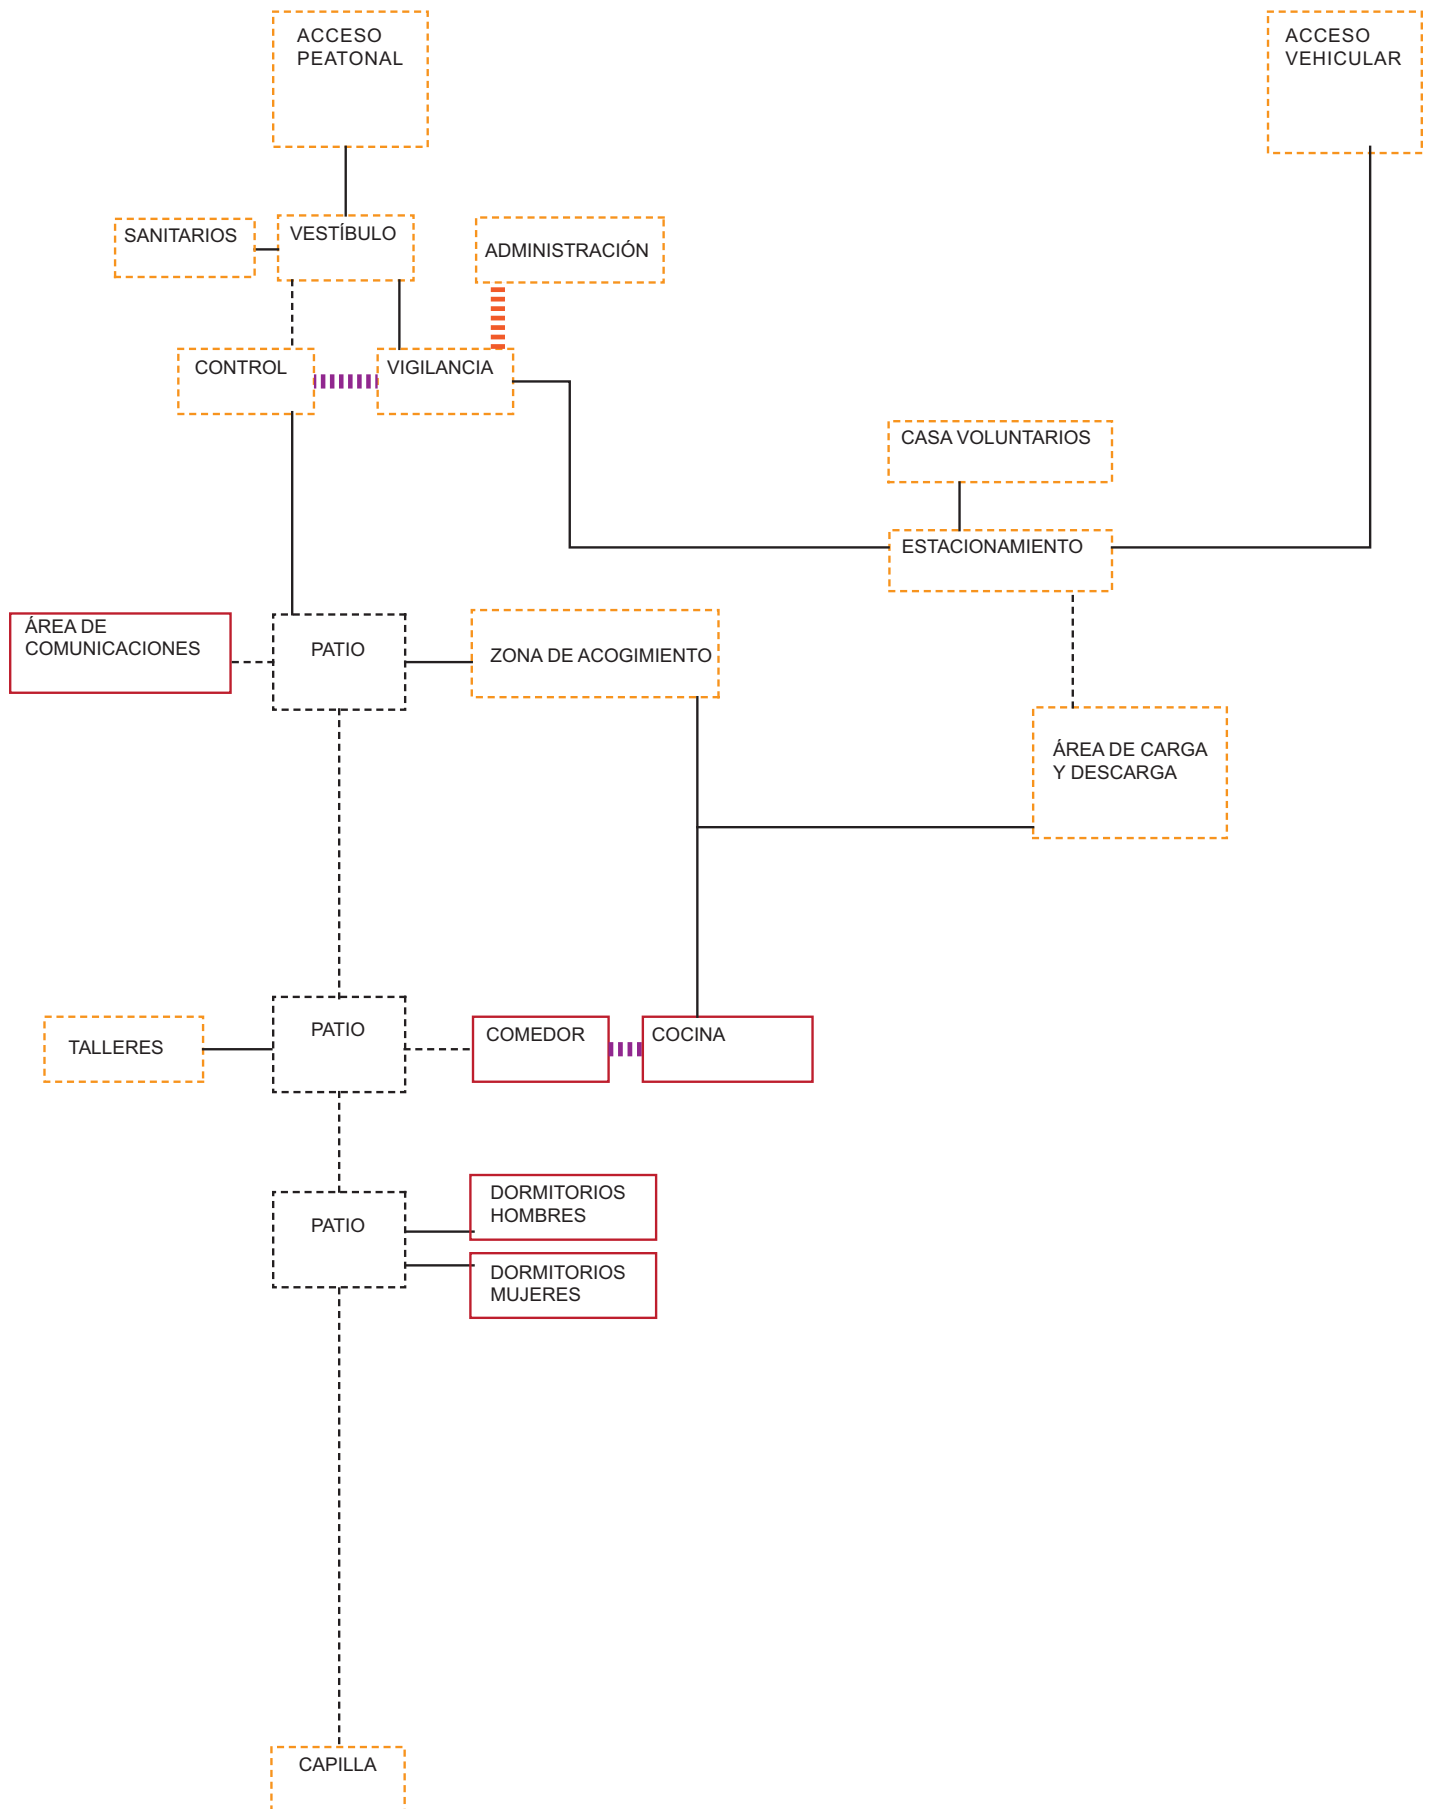 ACCESO
PEATONAL
ACCESO
VEHICULAR
SANITARIOS
VESTÍBULO
ADMINISTRACIÓN
CONTROL
VIGILANCIA
CASA VOLUNTARIOS
ESTACIONAMIENTO
ÁREA DE
COMUNICACIONES
PATIO
ZONA DE ACOGIMIENTO
ÁREA DE CARGA
Y DESCARGA
TALLERES
PATIO
COMEDOR
COCINA
PATIO
DORMITORIOS
HOMBRES
DORMITORIOS
MUJERES
CAPILLA